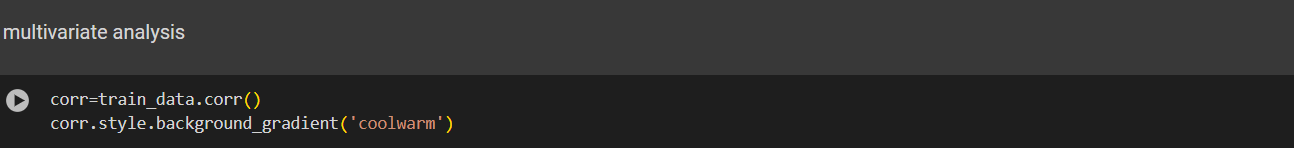 multivariate analysis
corr=train_data.corr()
corr.style.background_gradient('coolwarm')